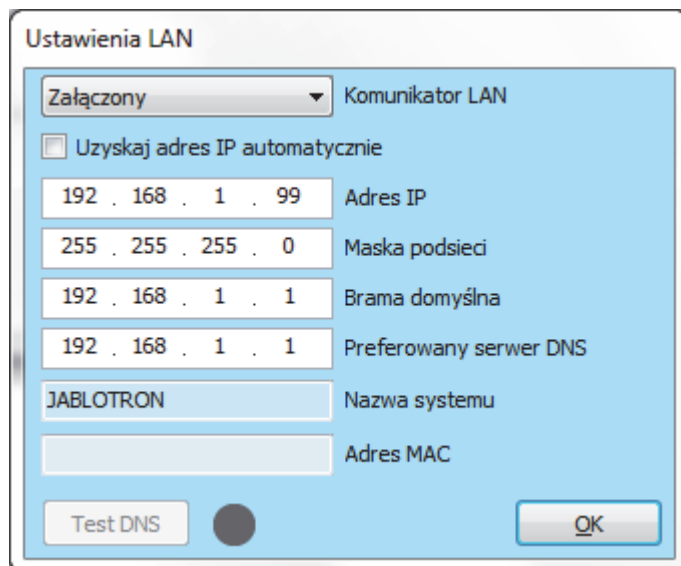 Ustawienia LAN
Załączony Komunikator LAN
Uzyskaj adres IP automatycznie
192 . 168 . 1 . 99 Adres IP
255 . 255 . 255 . 0 Maska podsieci
192 . 168 . 1 . 1 Brama domyślna
192 . 168 . 1 . 1 Preferowany serwer DNS
JABLOTRON Nazwa systemu
Adres MAC
Test DNS OK